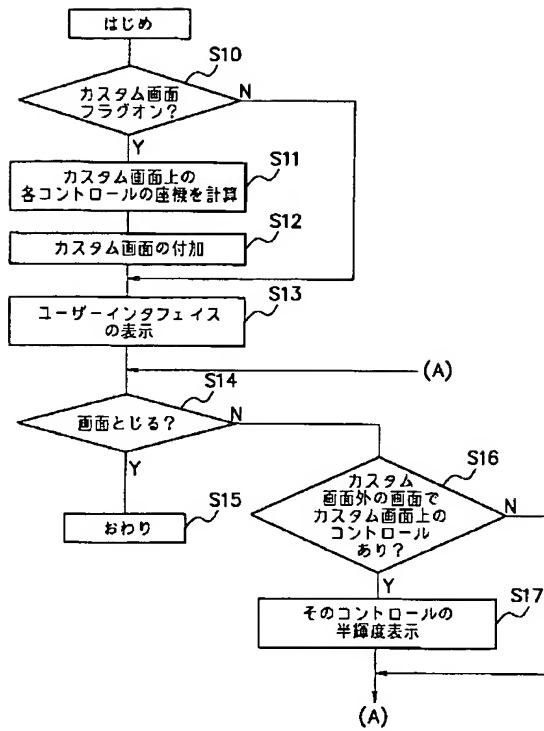 はじめ
S10
カスタム画面
フラグオン?
N
Y
S11
カスタム画面上の
各コントロールの座機を計算
S12
カスタム画面の付加
S13
ユーザーインタフェイス
の表示
(A)
S14
画面とじる?
N
Y
S15
おわり
S16
カスタム
画面外の画面で
カスタム画面上の
コントロール
あり?
N
Y
S17
そのコントロールの
半輝度表示
(A)